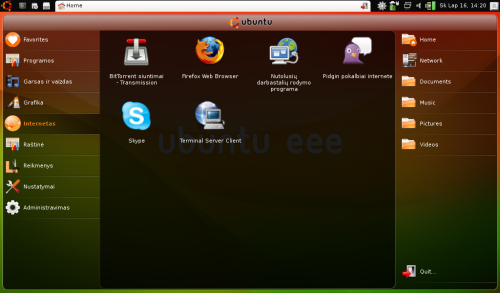 Home
Sk Lap 16, 14:20
ubuntu
Favorites
Programos
Garsas ir vaizdas
Grafika
Internetas
Raštinė
Reikmenys
Nustatymai
Administravimas
BitTorrent siuntimai
- Transmission
Firefox Web Browser
Nutolusių
darbastalių rodymo
programa
Pidgin pokalbiai internete
Skype
Terminal Server Client
ubuntu eee
Home
Network
Documents
Music
Pictures
Videos
Quit...